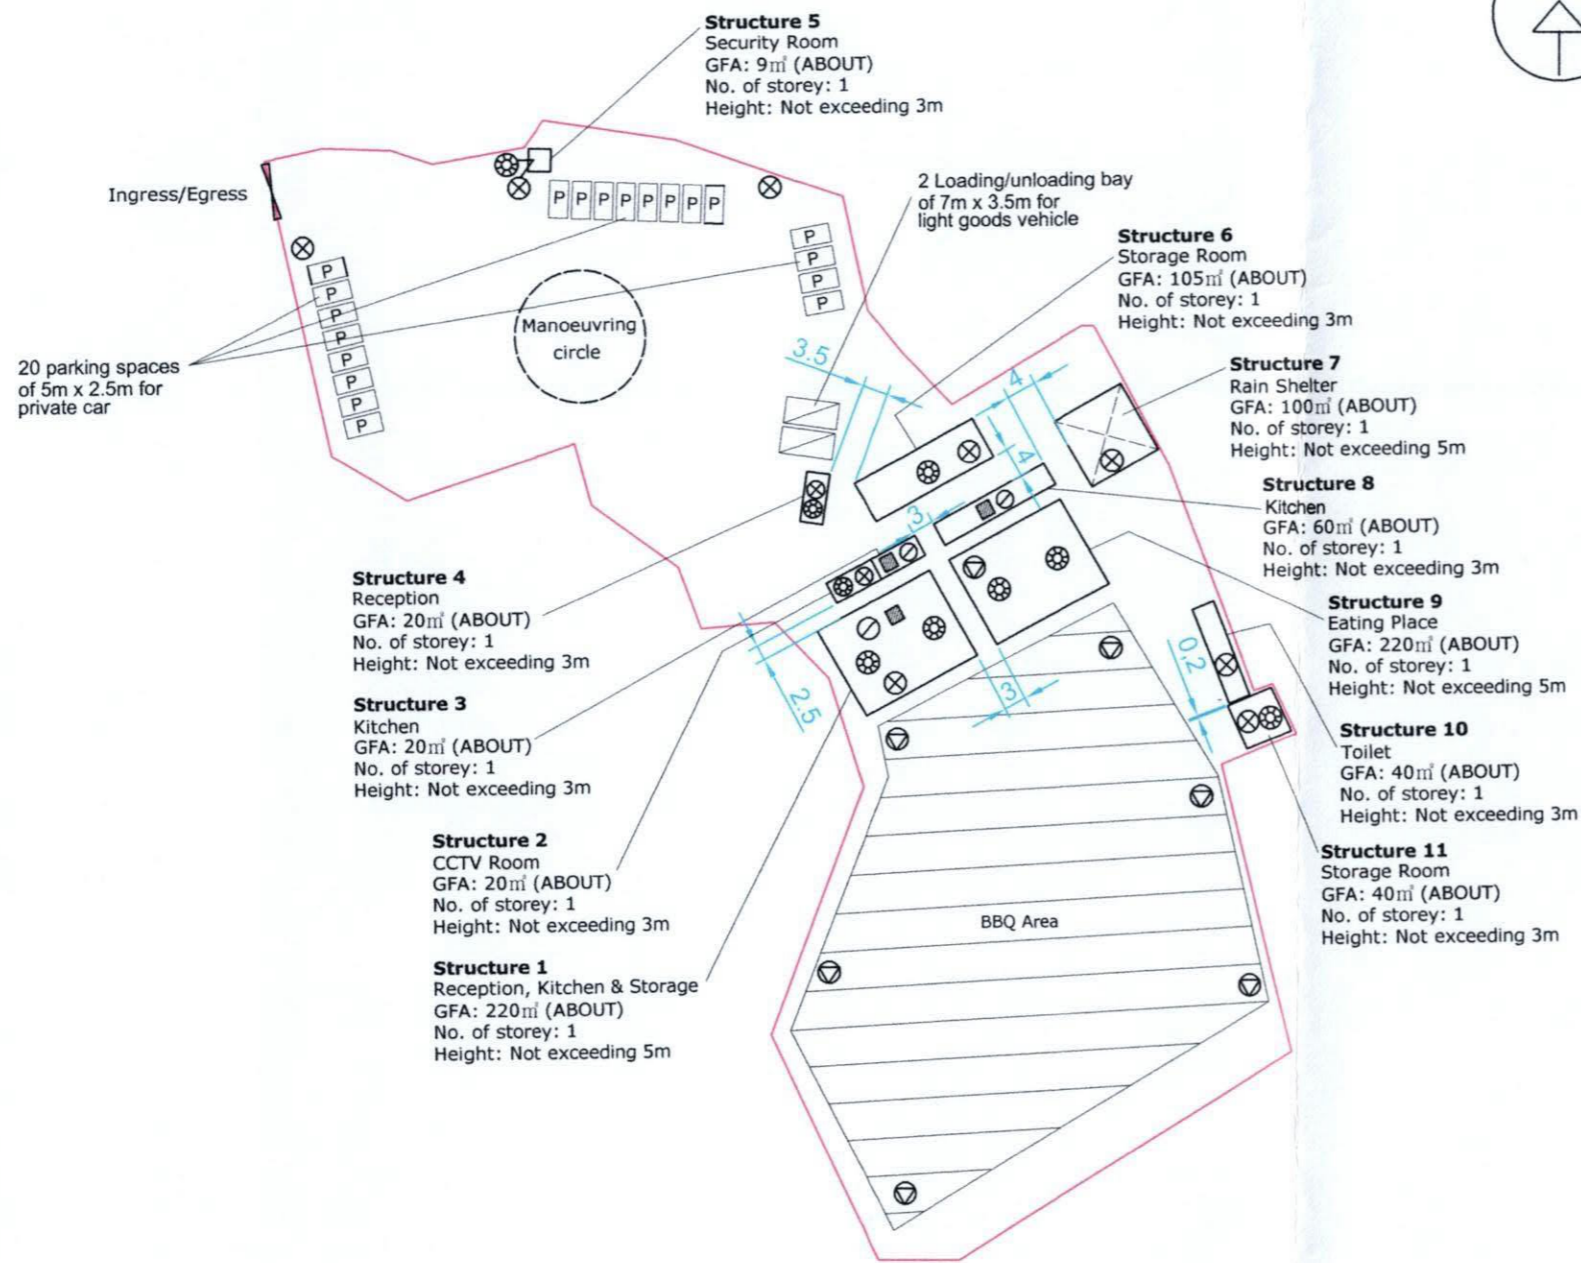 Structure 5
Security Room
GFA: 9㎡ (ABOUT)
No. of storey: 1
Height: Not exceeding 3m
Ingress/Egress
2 Loading/unloading bay
of 7m x 3.5m for
light goods vehicle
P P P P P P P P
P
P
P
P
P
P
P
P
P
P
P
P
Manoeuvring
circle
20 parking spaces
of 5m x 2.5m for
private car
Structure 6
Storage Room
GFA: 105㎡ (ABOUT)
No. of storey: 1
Height: Not exceeding 3m
3.5
4
4
3
3
2.5
0.2
Structure 7
Rain Shelter
GFA: 100㎡ (ABOUT)
No. of storey: 1
Height: Not exceeding 5m
Structure 8
Kitchen
GFA: 60㎡ (ABOUT)
No. of storey: 1
Height: Not exceeding 3m
Structure 4
Reception
GFA: 20㎡ (ABOUT)
No. of storey: 1
Height: Not exceeding 3m
Structure 9
Eating Place
GFA: 220㎡ (ABOUT)
No. of storey: 1
Height: Not exceeding 5m
Structure 3
Kitchen
GFA: 20㎡ (ABOUT)
No. of storey: 1
Height: Not exceeding 3m
Structure 10
Toilet
GFA: 40㎡ (ABOUT)
No. of storey: 1
Height: Not exceeding 3m
Structure 2
CCTV Room
GFA: 20㎡ (ABOUT)
No. of storey: 1
Height: Not exceeding 3m
Structure 11
Storage Room
GFA: 40㎡ (ABOUT)
No. of storey: 1
Height: Not exceeding 3m
BBQ Area
Structure 1
Reception, Kitchen & Storage
GFA: 220㎡ (ABOUT)
No. of storey: 1
Height: Not exceeding 5m